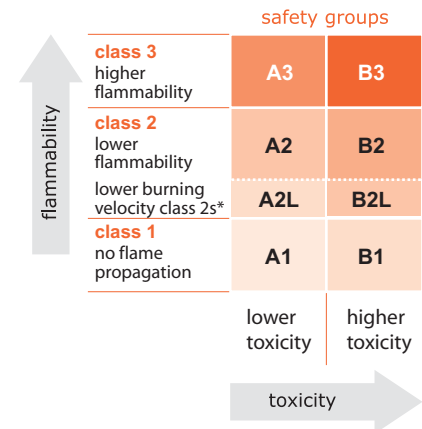 safety groups
flammability
class 3
higher
flammability
A3
B3
class 2
lower
flammability
A2
B2
lower burning
velocity class 2s*
A2L
B2L
class 1
no flame
propagation
A1
B1
lower
toxicity
higher
toxicity
toxicity